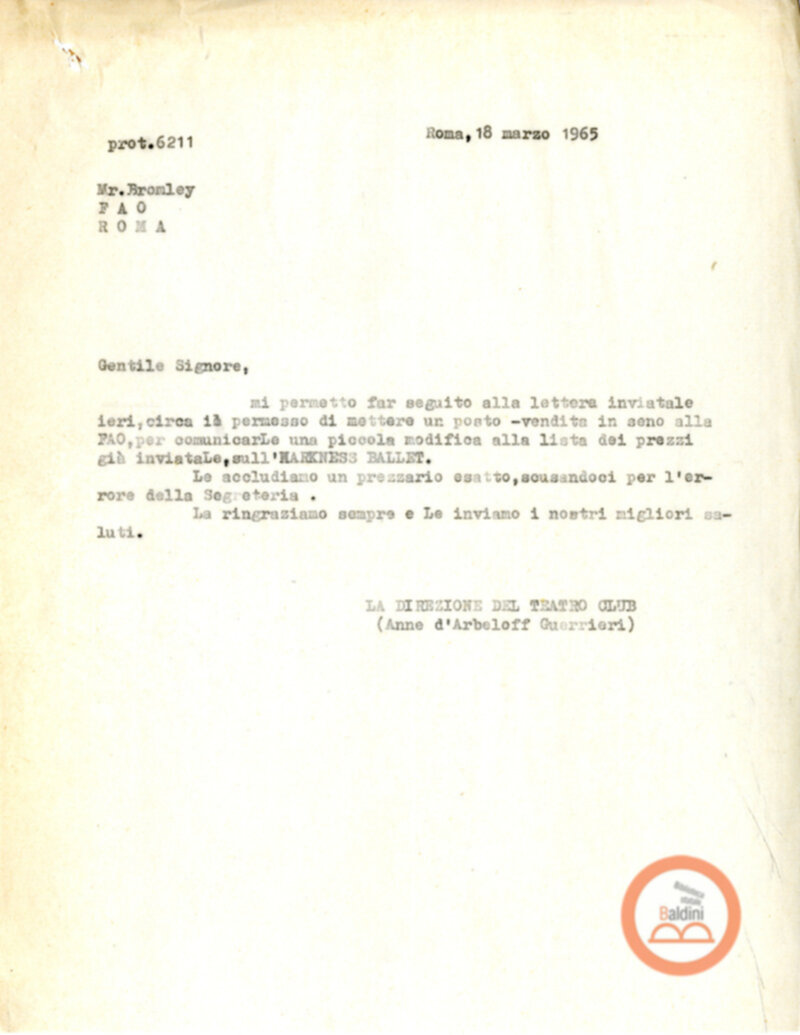 prot.6211
Roma,18 marzo 1965
Mr.Bromley
F A O
R O M A
Gentile Signore,
mi permetto far seguito alla lettera inviatale
ieri,circa il permesso di mettere un posto -vendita in seno alla
FAO,per comunicarLe una piccola modifica alla lista dei prezzi
già inviataLe,sull'HARKNESS BALLET.
Le accludiamo un prezzario esatto,scusandoci per l'er-
rore della Segreteria .
La ringraziamo sempre e Le inviamo i nostri migliori sa-
luti.
LA DIREZIONE DEL TEATRO CLUB
(Anne d'Arbeloff Guerrieri)
Biblioteca
statale
Baldini